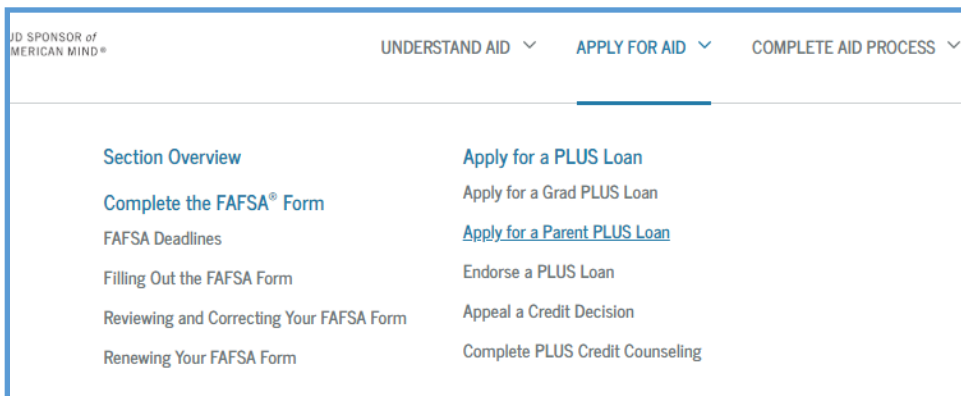 SPONSOR of
MIND®
UNDERSTAND AID
APPLY FOR AID
COMPLETE AID PROCESS
Section Overview
Complete the FAFSA® Form
FAFSA Deadlines
Filling Out the FAFSA Form
Reviewing and Correcting Your FAFSA Form
Renewing Your FAFSA Form
Apply for a PLUS Loan
Apply for a Grad PLUS Loan
Apply for a Parent PLUS Loan
Endorse a PLUS Loan
Appeal a Credit Decision
Complete PLUS Credit Counseling